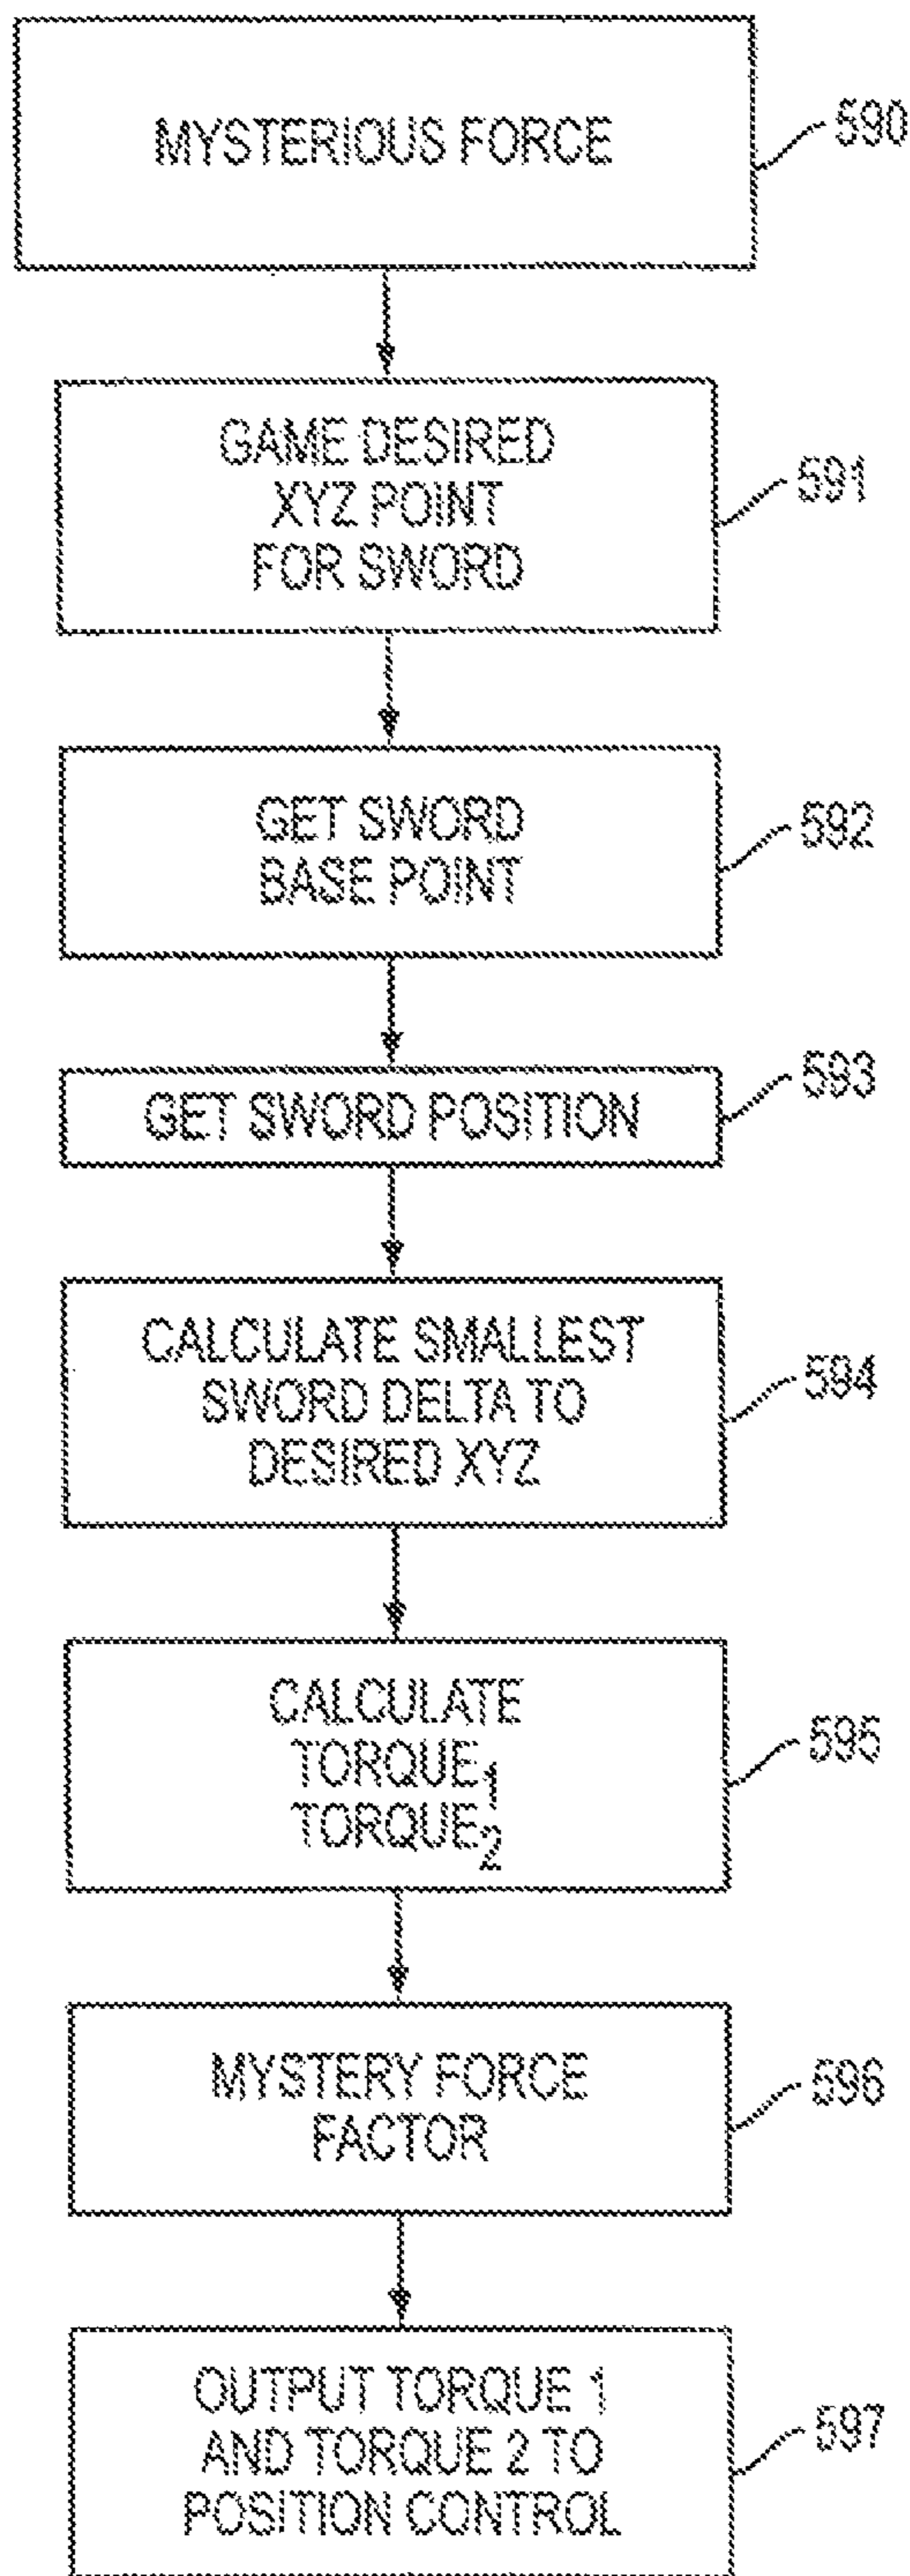 MYSTERIOUS FORCE
590
GAME DESIRED
XYZ POINT
FOR SWORD
591
GET SWORD
BASE POINT
592
GET SWORD POSITION
593
CALCULATE SMALLEST
SWORD DELTA TO
DESIRED XYZ
594
CALCULATE
TORQUE1
TORQUE2
595
MYSTERY FORCE
FACTOR
596
OUTPUT TORQUE 1
AND TORQUE 2 TO
POSITION CONTROL
597